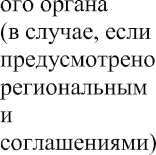 ого органа
(в случае, если
предусмотрено
региональным
и
соглашениями)